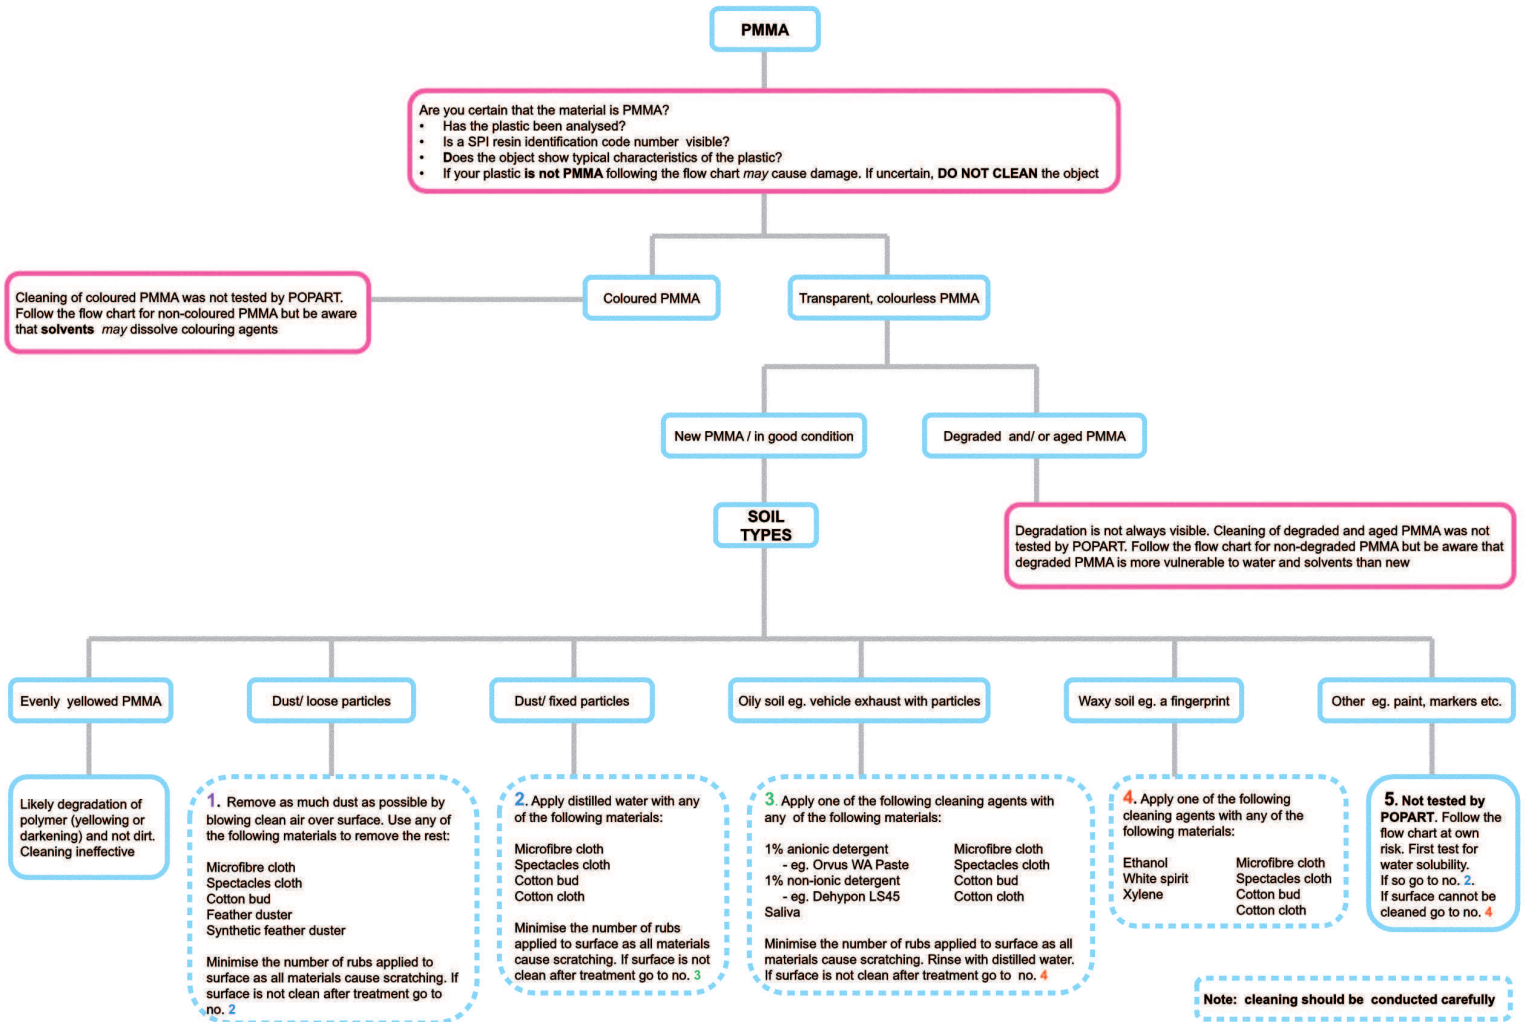 PMMA
Are you certain that the material is PMMA?
• Has the plastic been analysed?
• Is a SPI resin identification code number visible?
• Does the object show typical characteristics of the plastic?
• If your plastic is not PMMA following the flow chart may cause damage. If uncertain, DO NOT CLEAN the object
Cleaning of coloured PMMA was not tested by POPART.
Follow the flow chart for non-coloured PMMA but be aware
that solvents may dissolve colouring agents
Coloured PMMA
Transparent, colourless PMMA
New PMMA / in good condition
Degraded and/ or aged PMMA
SOIL
TYPES
Degradation is not always visible. Cleaning of degraded and aged PMMA was not
tested by POPART. Follow the flow chart for non-degraded PMMA but be aware that
degraded PMMA is more vulnerable to water and solvents than new
Evenly yellowed PMMA
Dust/ loose particles
Dust/ fixed particles
Oily soil eg. vehicle exhaust with particles
Waxy soil eg. a fingerprint
Other eg. paint, markers etc.
Likely degradation of
polymer (yellowing or
darkening) and not dirt.
Cleaning ineffective
1. Remove as much dust as possible by
blowing clean air over surface. Use any of
the following materials to remove the rest:
Microfibre cloth
Spectacles cloth
Cotton bud
Feather duster
Synthetic feather duster
Minimise the number of rubs applied to
surface as all materials cause scratching. If
surface is not clean after treatment go to
no. 2
2. Apply distilled water with any
of the following materials:
Microfibre cloth
Spectacles cloth
Cotton bud
Cotton cloth
Minimise the number of rubs
applied to surface as all materials
cause scratching. If surface is not
clean after treatment go to no. 3
3. Apply one of the following cleaning agents with
any of the following materials:
1% anionic detergent
- eg. Orvus WA Paste
1% non-ionic detergent
- eg. Dehypon LS45
Saliva
Microfibre cloth
Spectacles cloth
Cotton bud
Cotton cloth
Minimise the number of rubs applied to surface as all
materials cause scratching. Rinse with distilled water.
If surface is not clean after treatment go to no. 4
4. Apply one of the following
cleaning agents with any of the
following materials:
Ethanol
White spirit
Xylene
Microfibre cloth
Spectacles cloth
Cotton bud
Cotton cloth
5. Not tested by
POPART. Follow the
flow chart at own
risk. First test for
water solubility.
If so go to no. 2.
If surface cannot be
cleaned go to no. 4
Note: cleaning should be conducted carefully